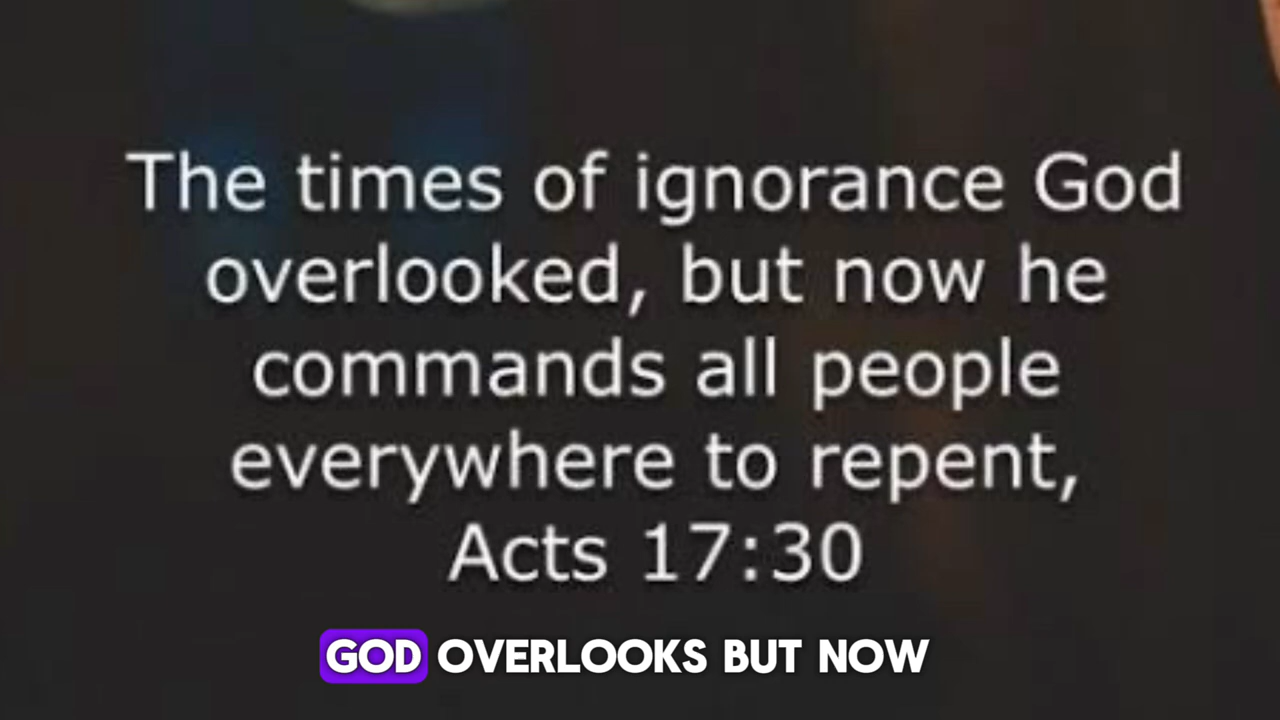 The times of ignorance God
overlooked, but now he
commands all people
everywhere to repent,
Acts 17:30
GOD OVERLOOKS BUT NOW